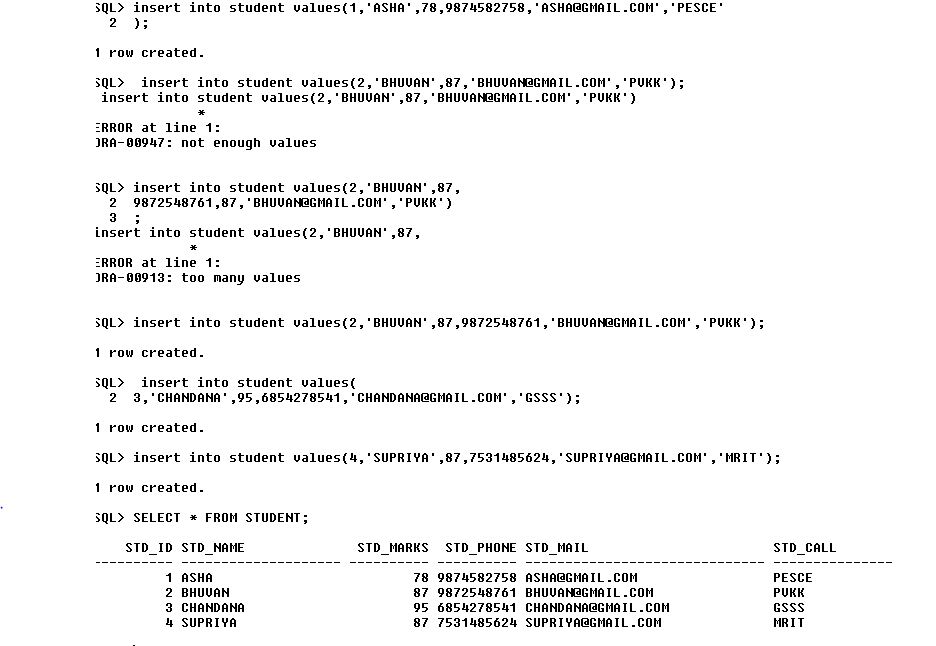 SQL> insert into student values(1,'ASHA',78,9874582758,'ASHA@GMAIL.COM','PESCE'
2 );
1 row created.
SQL> insert into student values(2,'BHUVAN',87,'BHUVAN@GMAIL.COM','PVKK');
insert into student values(2,'BHUVAN',87,'BHUVAN@GMAIL.COM','PVKK')
*
ERROR at line 1:
ORA-00947: not enough values
SQL> insert into student values(2,'BHUVAN',87,
2 9872548761,87,'BHUVAN@GMAIL.COM','PVKK')
3 ;
insert into student values(2,'BHUVAN',87,
*
ERROR at line 1:
ORA-00913: too many values
SQL> insert into student values(2,'BHUVAN',87,9872548761,'BHUVAN@GMAIL.COM','PVKK');
1 row created.
SQL> insert into student values(
2 3,'CHANDANA',95,6854278541,'CHANDANA@GMAIL.COM','GSSS');
1 row created.
SQL> insert into student values(4,'SUPRIYA',87,7531485624,'SUPRIYA@GMAIL.COM','MRIT');
1 row created.
SQL> SELECT * FROM STUDENT;
STD_ID STD_NAME STD_MARKS STD_PHONE STD_MAIL STD_CALL
---------- -------------------- ---------- ---------- ------------------------------ ---------------
1 ASHA 78 9874582758 ASHA@GMAIL.COM PESCE
2 BHUVAN 87 9872548761 BHUVAN@GMAIL.COM PVKK
3 CHANDANA 95 6854278541 CHANDANA@GMAIL.COM GSSS
4 SUPRIYA 87 7531485624 SUPRIYA@GMAIL.COM MRIT